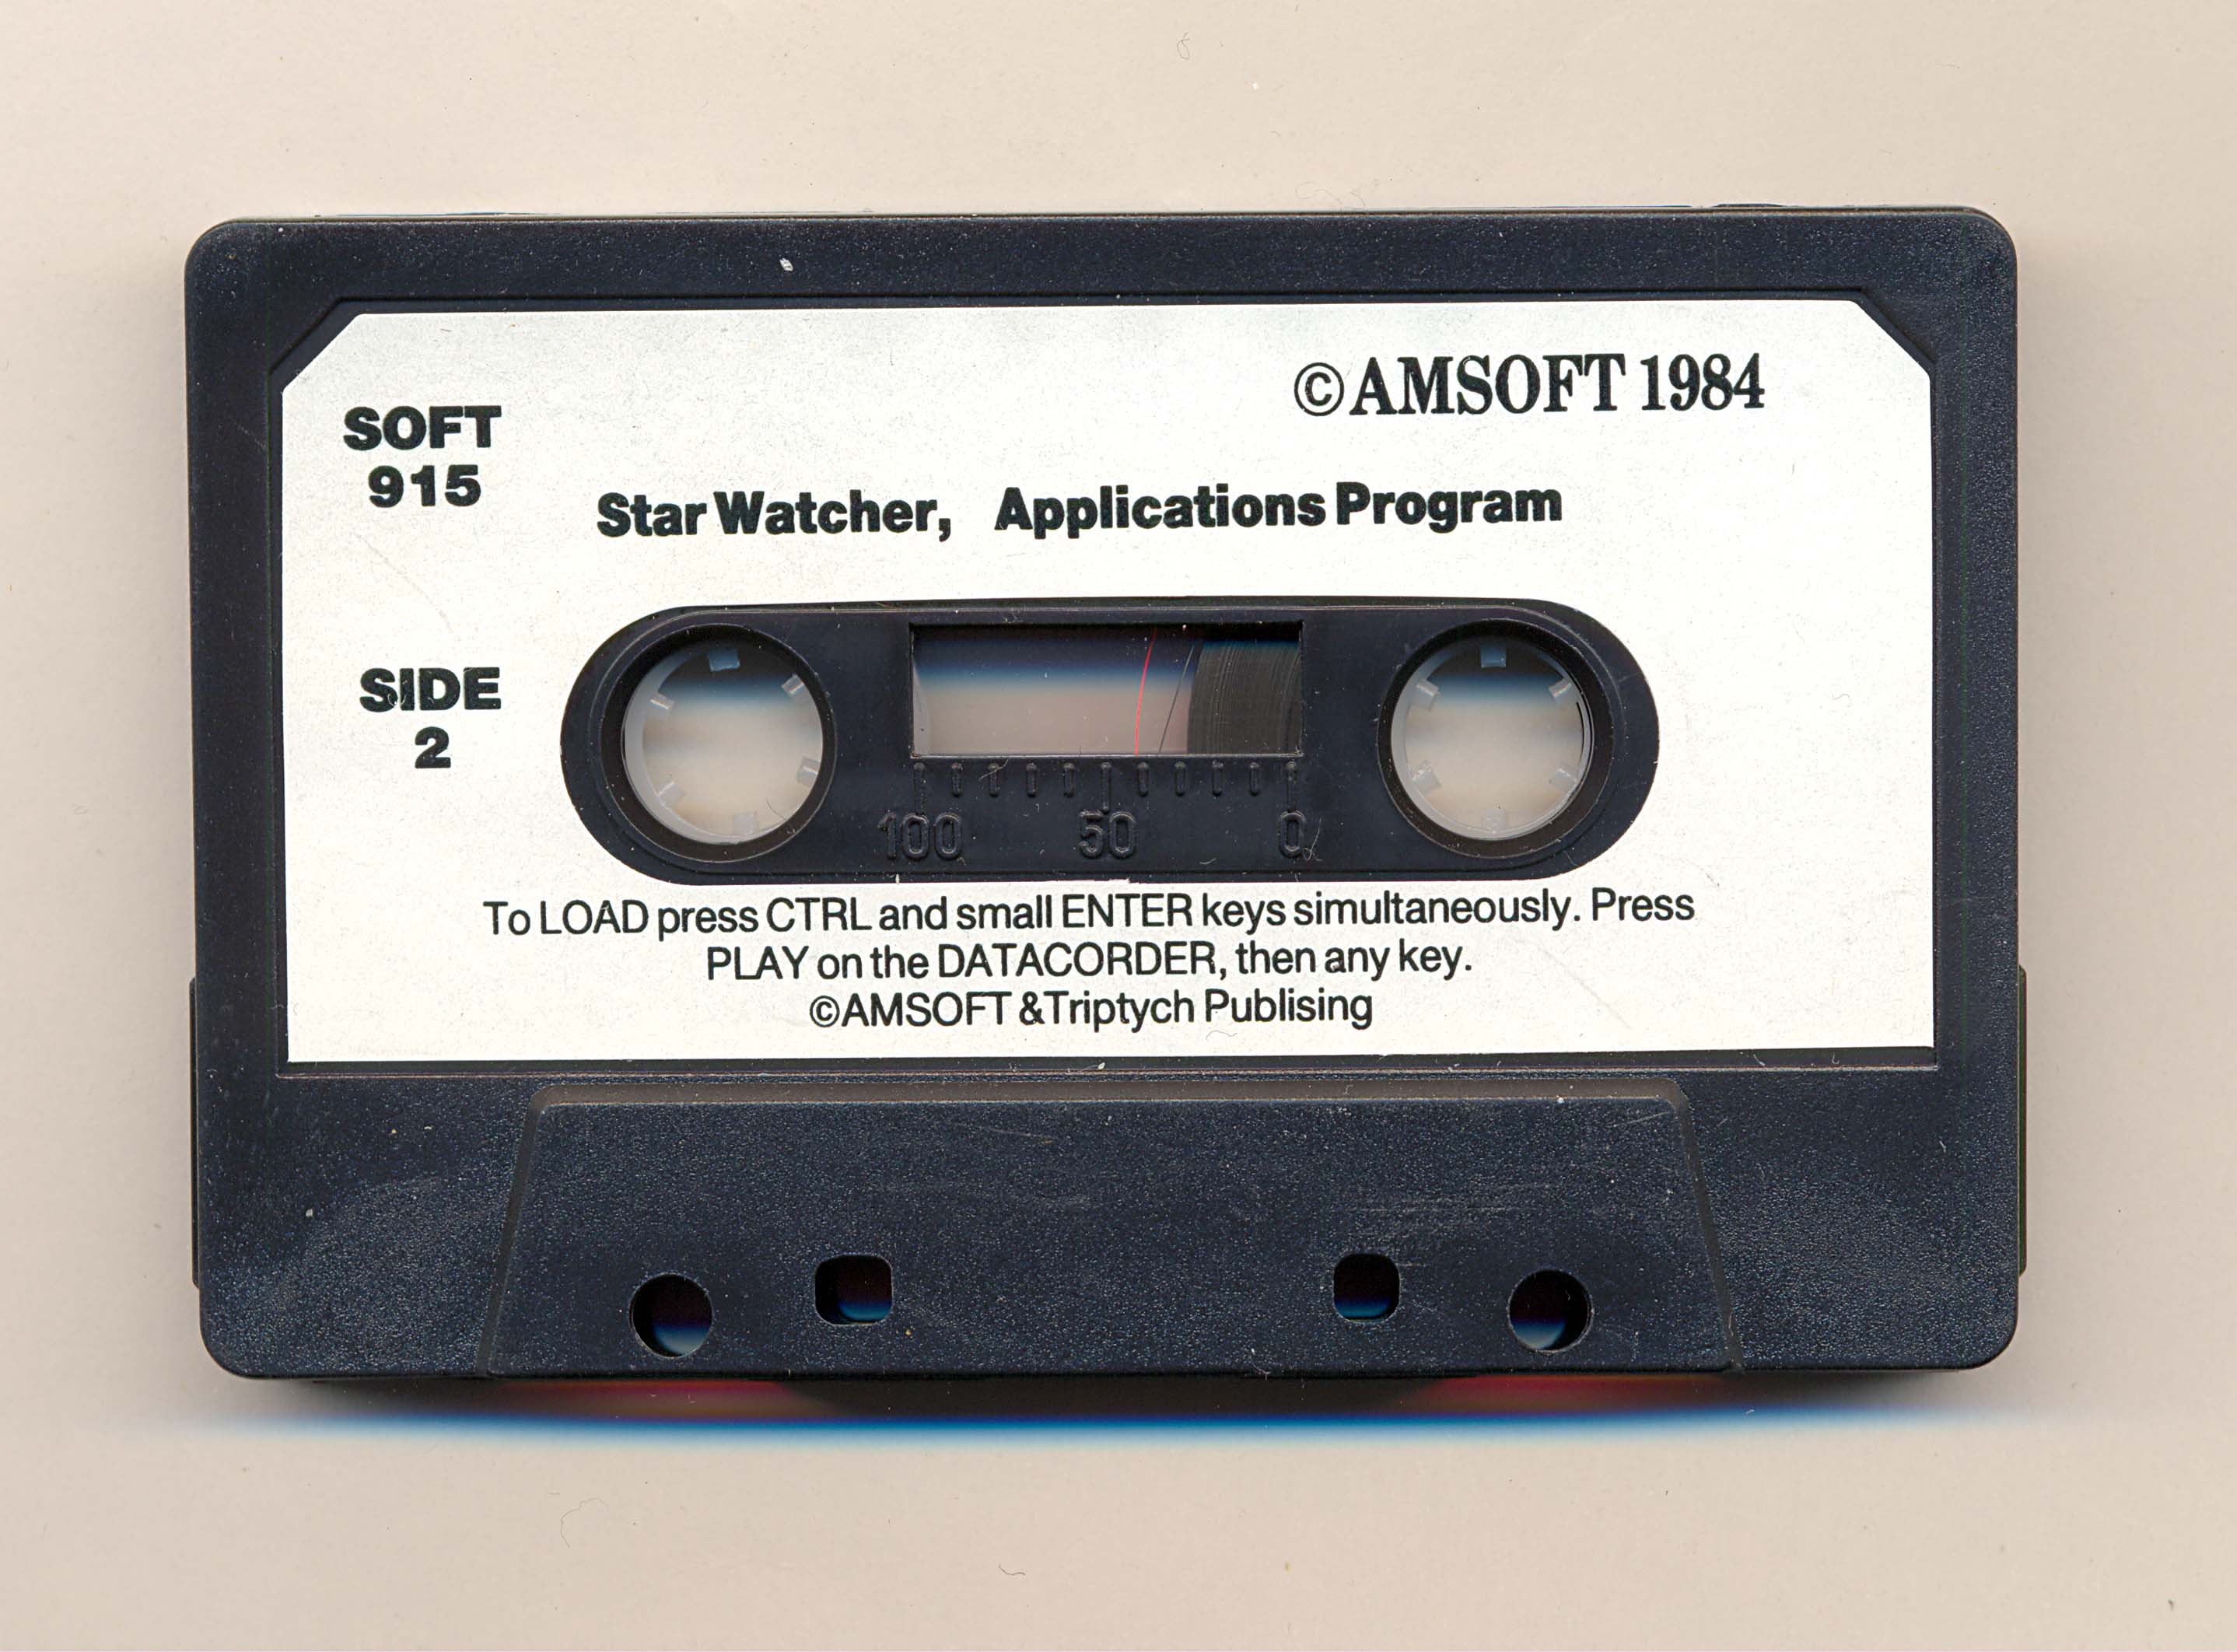 ©AMSOFT 1984
SOFT
915
Star Watcher, Applications Program
SIDE
2
100 50 0
To LOAD press CTRL and small ENTER keys simultaneously. Press
PLAY on the DATACORDER, then any key.
©AMSOFT & Triptych Publising